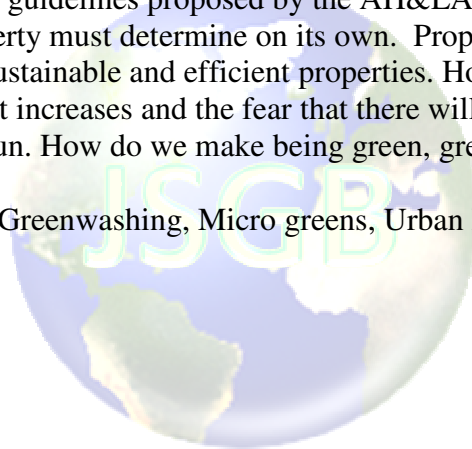 guidelines proposed by the AH&LA
erty must determine on its own. Prop
ustainable and efficient properties. Ho
t increases and the fear that there will
un. How do we make being green, gre
Greenwashing, Micro greens, Urban
JSGB